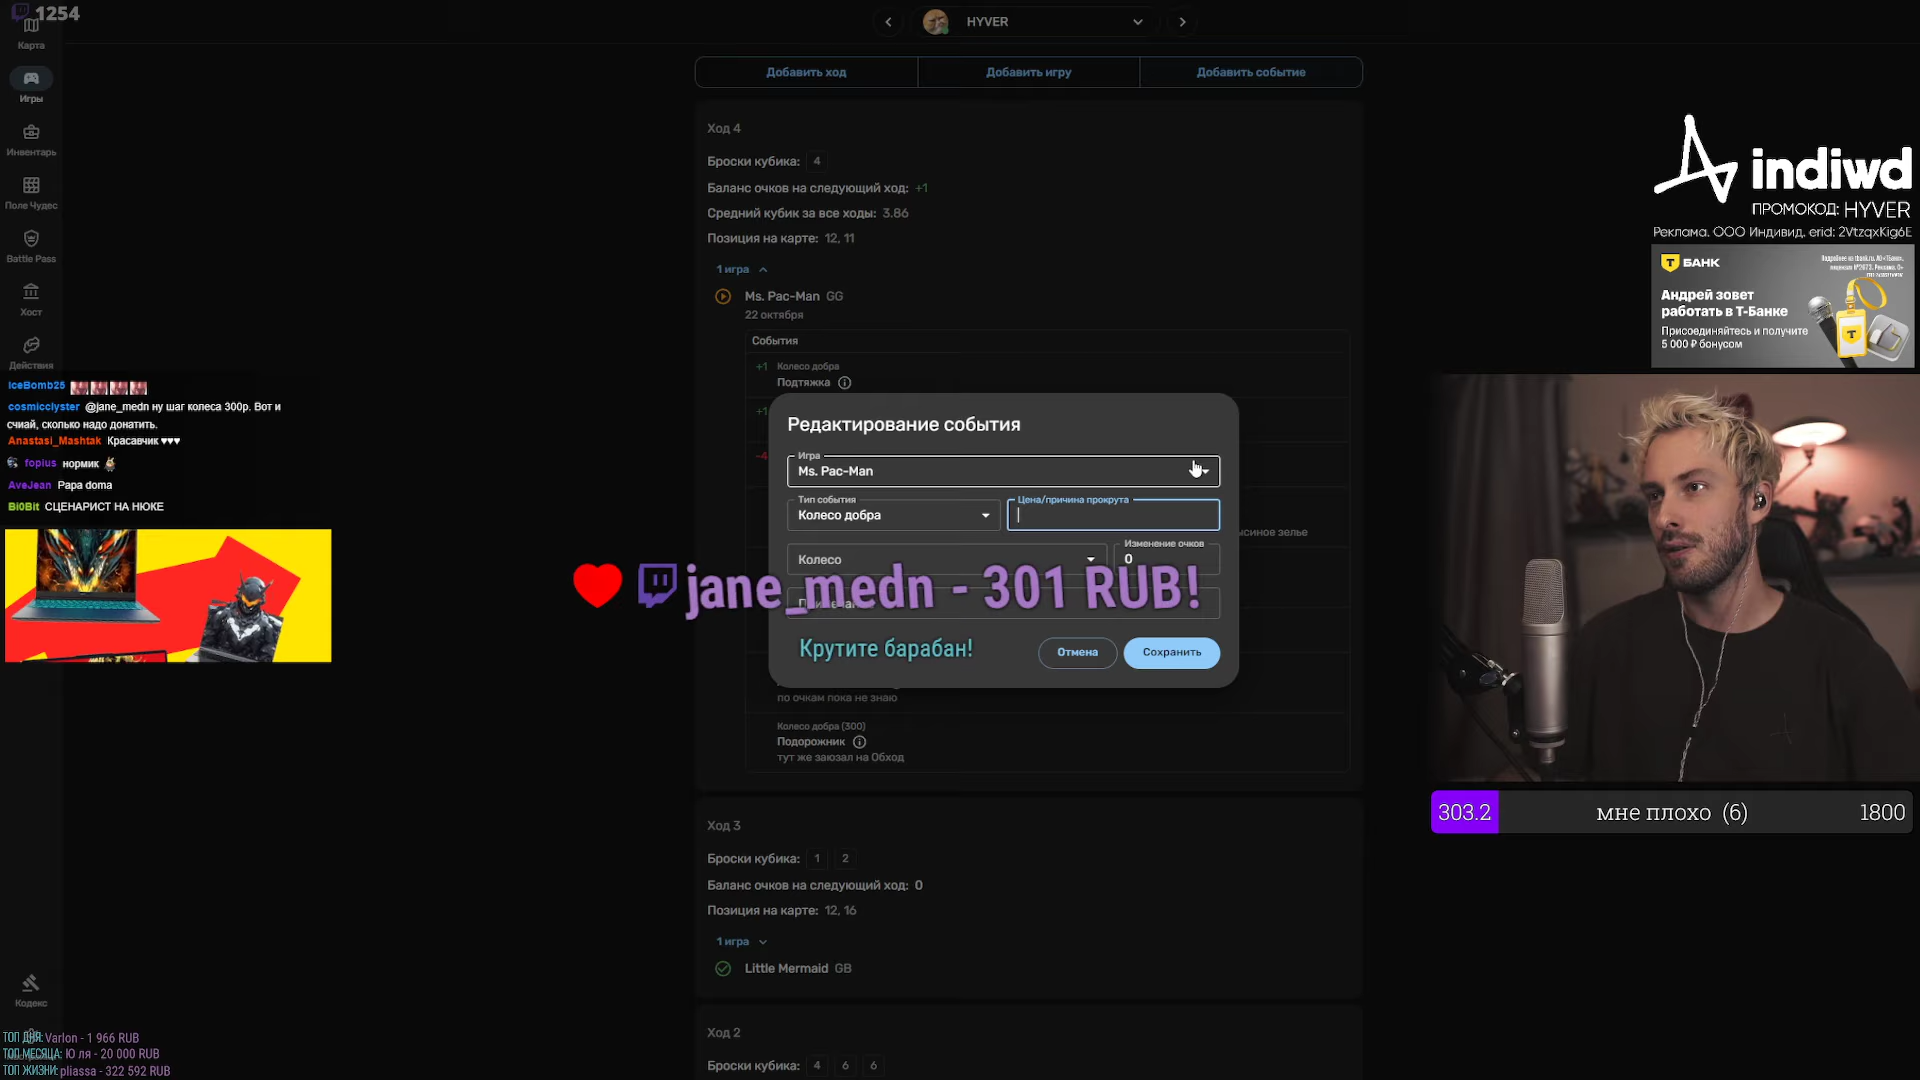 1254
Карта
Игры
Инвентарь
Поле Чудес
Battle Pass
Хост
Действия
HYVER
Добавить ход
Добавить игру
Добавить событие
Ход 4
Броски кубика: 4
Баланс очков на следующий ход: +1
Средний кубик за все ходы: 3.86
Позиция на карте: 12, 11
1 игра
Ms. Pac-Man GG
22 октября
События
+1 Колесо добра
Подтяжка
+1
-4
Редактирование события
Игра
Ms. Pac-Man
Тип события
Колесо добра
Цена/причина прокрута
Колесо
Изменение очков
0
jane_medn - 301 RUB!
Крутите барабан!
Отмена
Сохранить
ысиное зелье
по очкам пока не знаю
Колесо добра (300)
Подорожник
тут же заюзал на Обход
Ход 3
Броски кубика: 1 2
Баланс очков на следующий ход: 0
Позиция на карте: 12, 16
1 игра
Little Mermaid GB
Ход 2
Броски кубика: 4 6 6
IceBomb25
cosmicclyster @jane_medn ну шаг колеса 300р. Вот и
счиай, сколько надо донатить.
Anastasi_Mashtak Красавчик ♥♥♥
fopius нормик
AveJean Papa doma
Bi0Bit СЦЕНАРИСТ НА НЮКЕ
Кодекс
ТОП ДНЯ: Varlon - 1 966 RUB
ТОП МЕСЯЦА: Ю ля - 20 000 RUB
ТОП ЖИЗНИ: pliassa - 322 592 RUB
indiwd
ПРОМОКОД: HYVER
Реклама. ООО Индивид. erid: 2VtzqxKig6E
Т БАНК
Андрей зовет
работать в Т-Банке
Присоединяйтесь и получите
5 000 ₽ бонусом
303.2 мне плохо (6) 1800